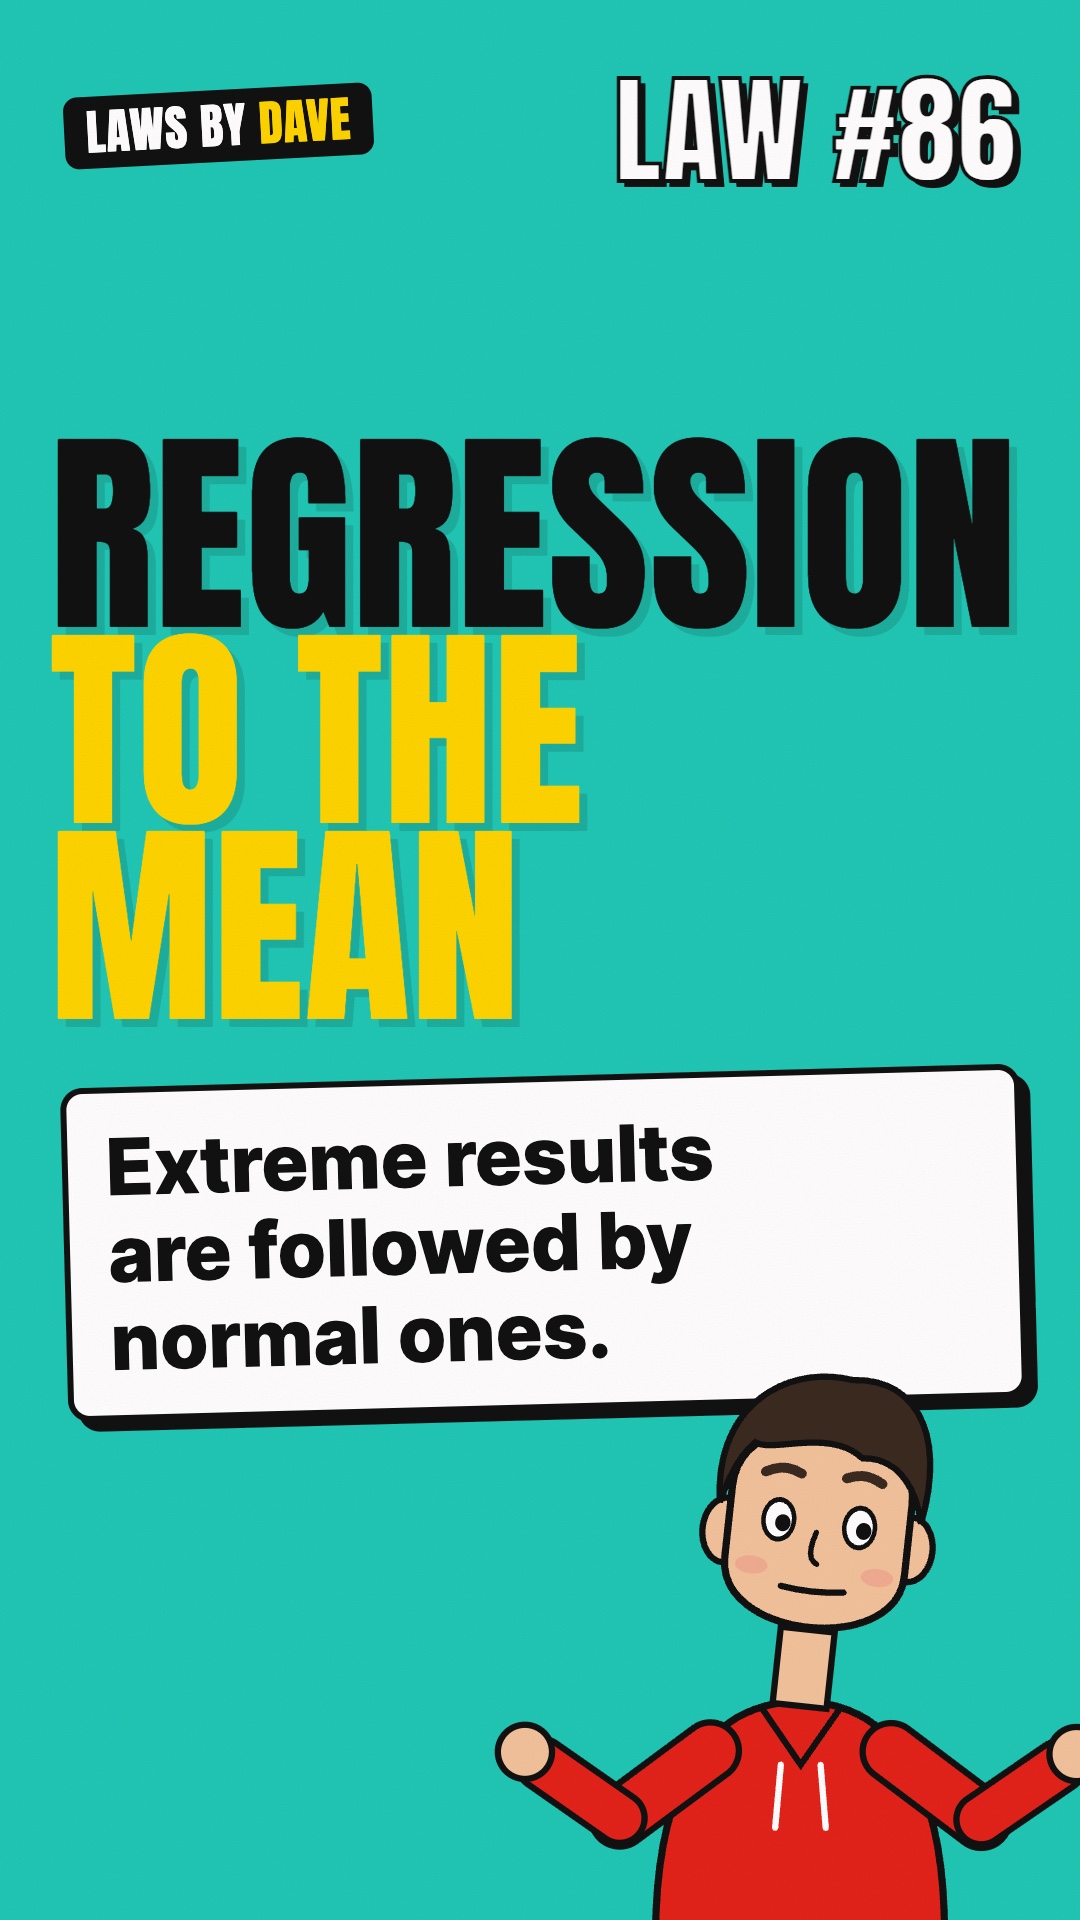 LAWS BY DAVE
LAW #86
REGRESSION
TO THE
MEAN
Extreme results
are followed by
normal ones.